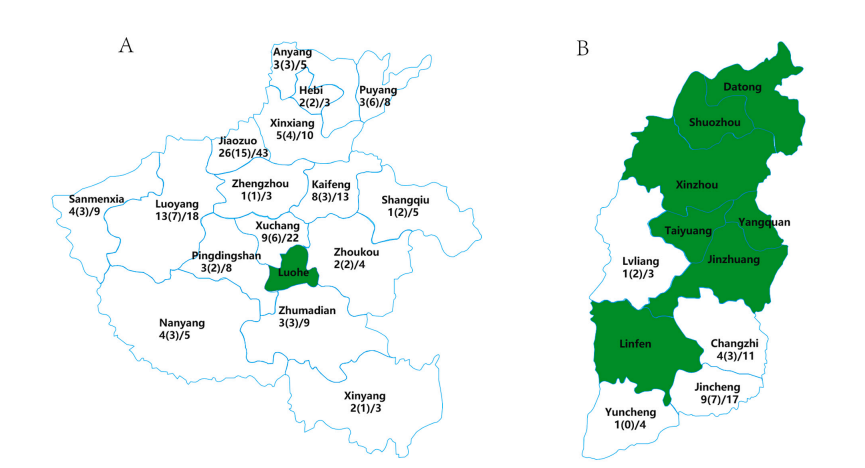 A
Anyang
3(3)/5
Hebi
2(2)/3
Puyang
3(6)/8
Xinxiang
5(4)/10
Jiaozuo
26(15)/43
Zhengzhou
1(1)/3
Kaifeng
8(3)/13
Shangqiu
1(2)/5
Sanmenxia
4(3)/9
Luoyang
13(7)/18
Xuchang
9(6)/22
Pingdingshan
3(2)/8
Zhoukou
2(2)/4
Luohe
Zhumadian
3(3)/9
Nanyang
4(3)/5
Xinyang
2(1)/3
B
Datong
Shuozhou
Xinzhou
Yangquan
Taiyuang
Lvliang
1(2)/3
Jinzhuang
Linfen
Changzhi
4(3)/11
Jincheng
9(7)/17
Yuncheng
1(0)/4